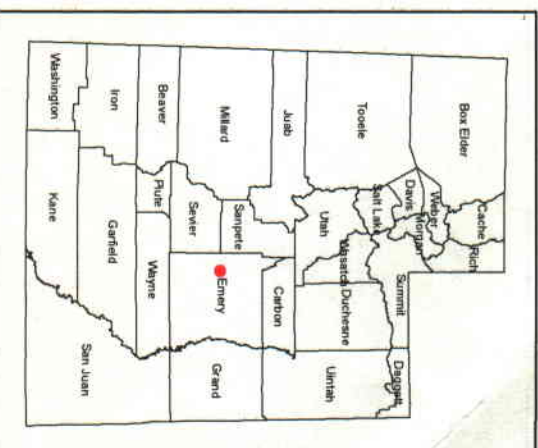 Box Elder
Cache
Rich
Weber
Morgan
Davis
Summit
Daggett
Tooele
Salt Lake
Wasatch
Duchesne
Uintah
Utah
Juab
Carbon
Sanpete
Millard
Sevier
Emery
Grand
Beaver
Piute
Wayne
Iron
Garfield
San Juan
Washington
Kane